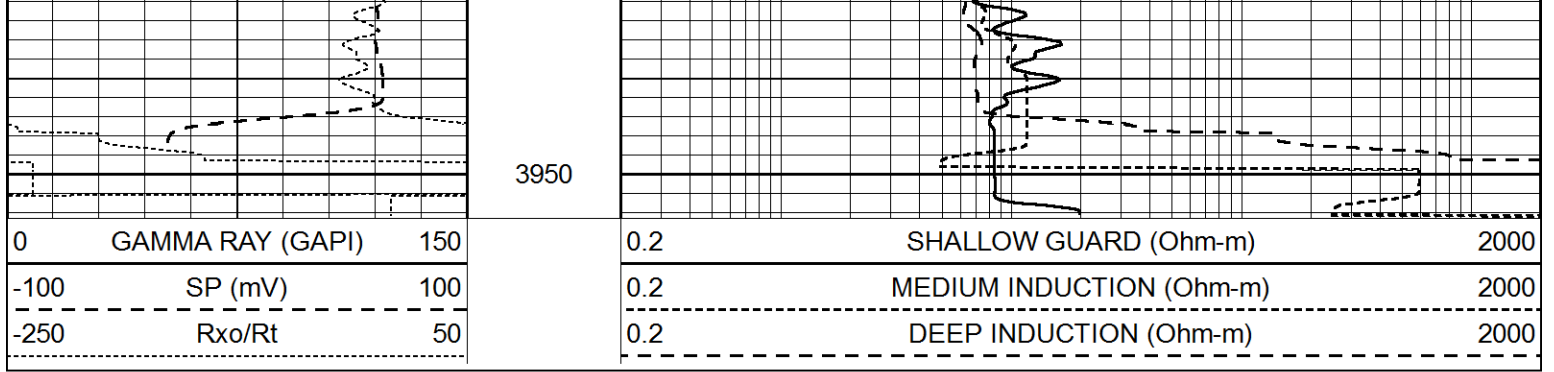 3950
0 GAMMA RAY (GAPI) 150 0.2 SHALLOW GUARD (Ohm-m) 2000
-100 SP (mV) 100 0.2 MEDIUM INDUCTION (Ohm-m) 2000
-250 Rxo/Rt 50 0.2 DEEP INDUCTION (Ohm-m) 2000